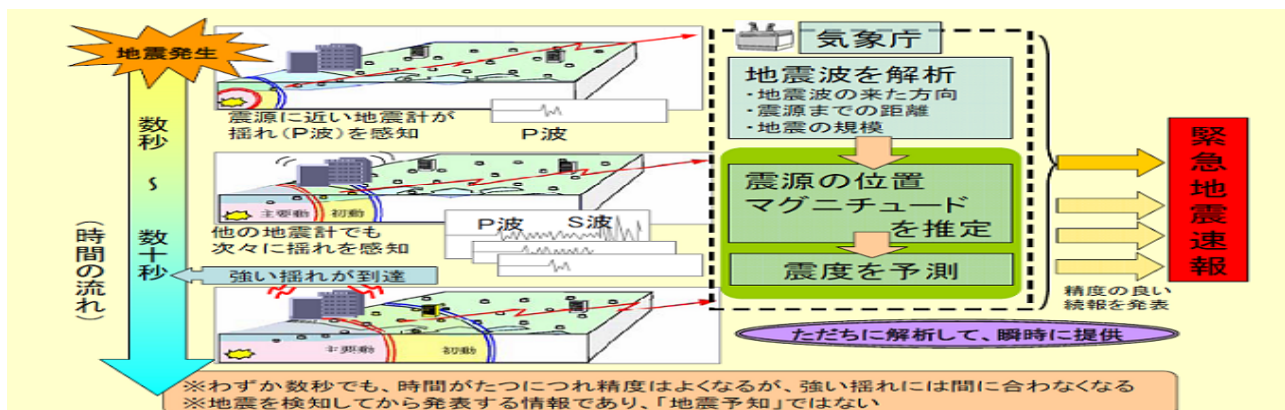 地震発生
数秒
~
数十秒
(時間の流れ)
震源に近い地震計が
揺れ(P波)を感知
P波
主要動
初動
他の地震計でも
次々に揺れを感知
P波
S波
強い揺れが到達
主要動
初動
気象庁
地震波を解析
・地震波の来た方向
・震源までの距離
・地震の規模
震源の位置
マグニチュード
を推定
震度を予測
緊急地震速報
精度の良い
続報を発表
ただちに解析して、瞬時に提供
※わずか数秒でも、時間がたつにつれ精度はよくなるが、強い揺れには間に合わなくなる
※地震を検知してから発表する情報であり、「地震予知」ではない